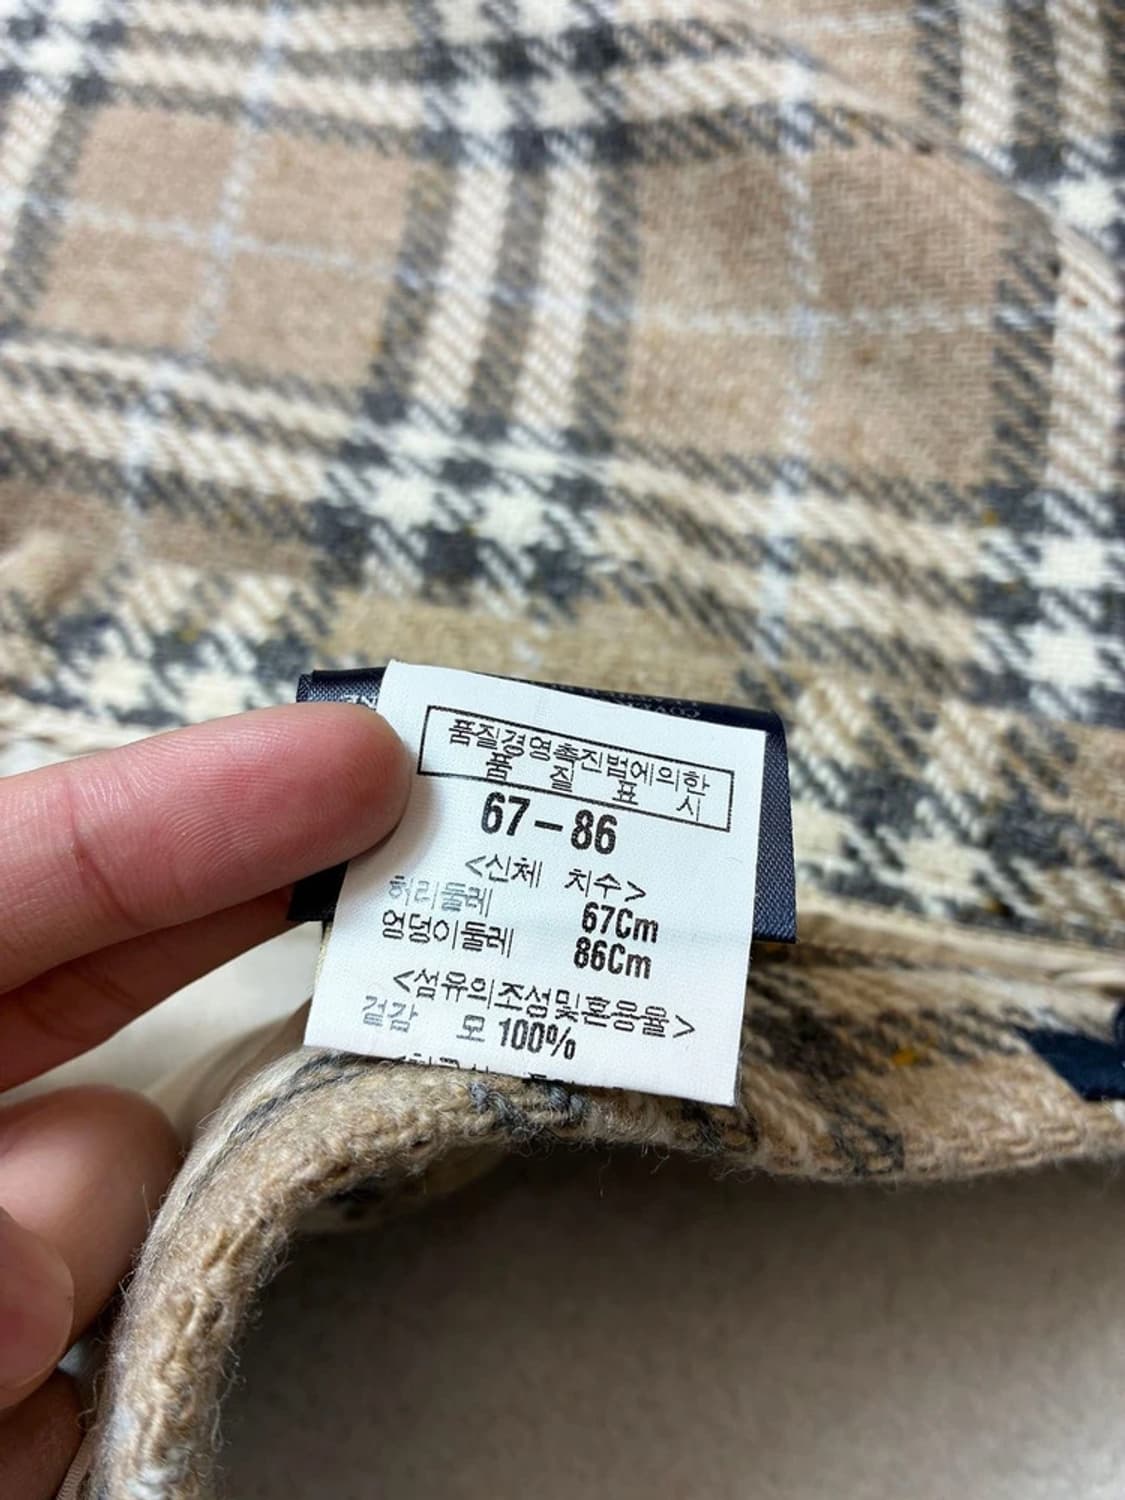 품질경영촉진법에의한
품 질 표 시
67-86
<신체 치수>
허리둘레 67Cm
엉덩이둘레 86Cm
<섬유의조성및혼용율>
겉감 모 100%